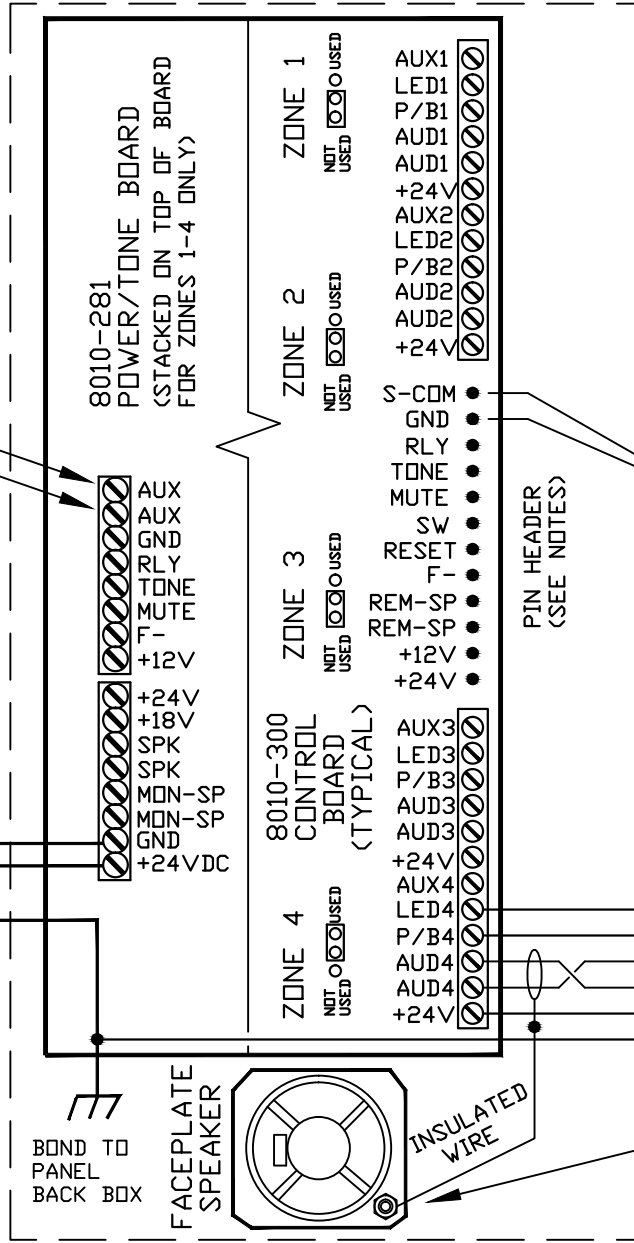 8010-281
POWER/TONE BOARD
(STACKED ON TOP OF BOARD
FOR ZONES 1-4 ONLY)
AUX
AUX
GND
RLY
TONE
MUTE
F-
+12V
+24V
+18V
SPK
SPK
MON-SP
MON-SP
GND
+24VDC
ZONE 1
NOT
USED
USED
ZONE 2
NOT
USED
USED
ZONE 3
NOT
USED
USED
8010-300
CONTROL
BOARD
(TYPICAL)
ZONE 4
NOT
USED
USED
AUX1
LED1
P/B1
AUD1
AUD1
+24V
AUX2
LED2
P/B2
AUD2
AUD2
+24V
S-COM
GND
RLY
TONE
MUTE
SW
RESET
F-
REM-SP
REM-SP
+12V
+24V
PIN HEADER
(SEE NOTES)
AUX3
LED3
P/B3
AUD3
AUD3
+24V
AUX4
LED4
P/B4
AUD4
AUD4
+24V
BOND TO
PANEL
BACK BOX
FACEPLATE
SPEAKER
INSULATED
WIRE